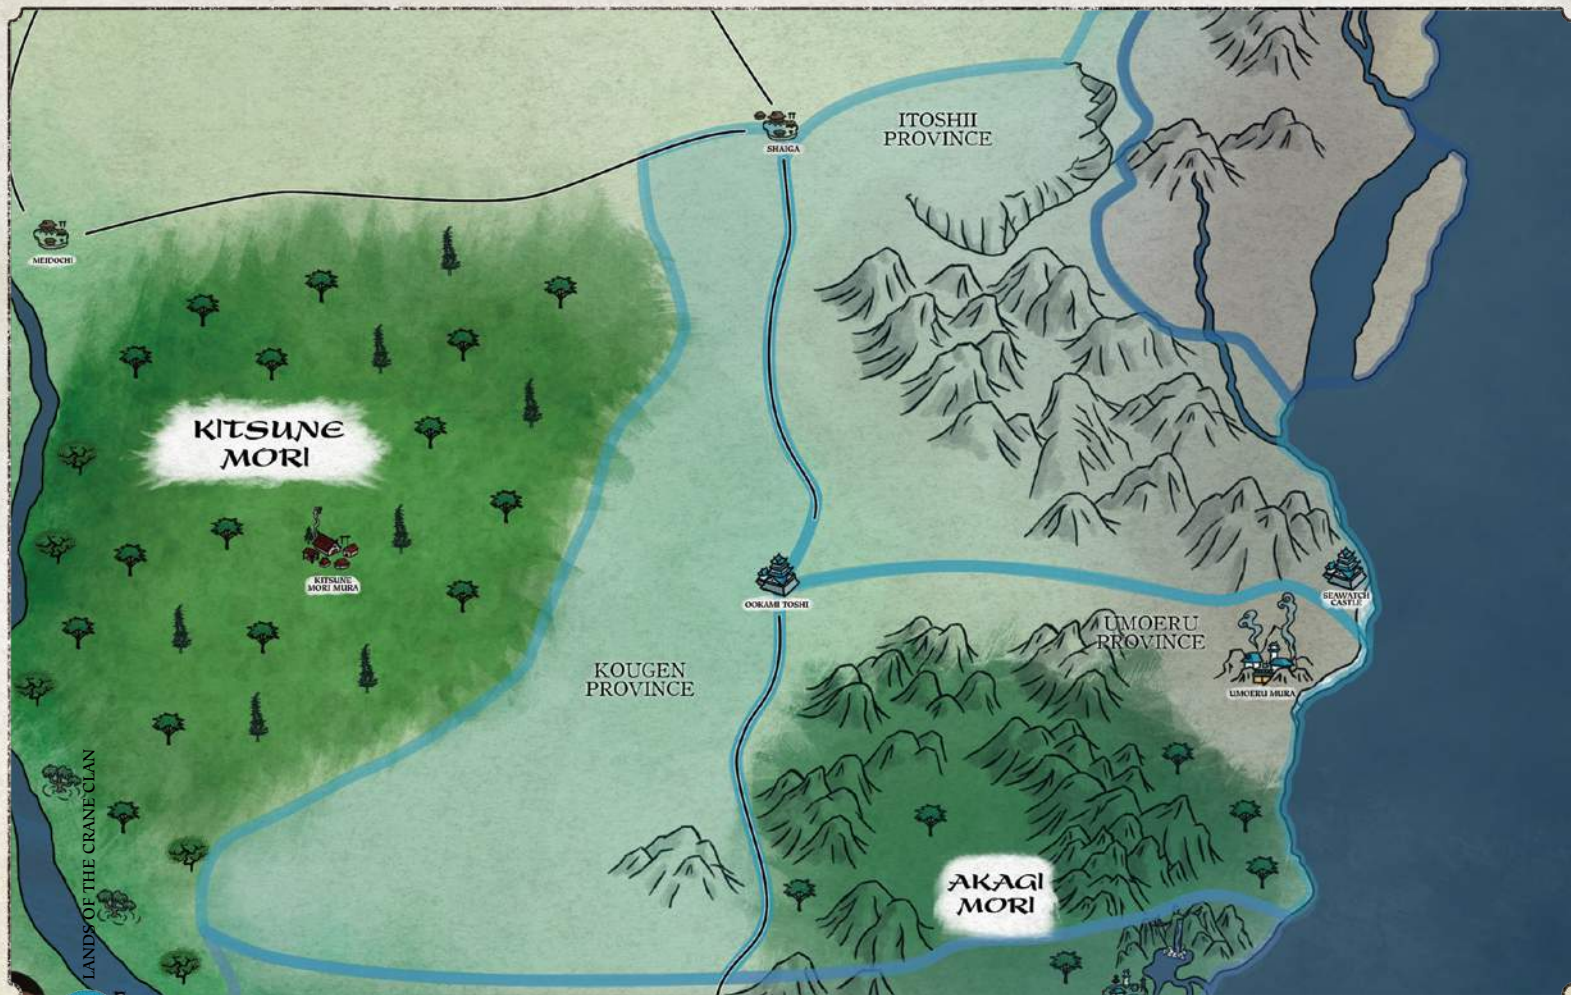 ITOSHII
PROVINCE
SHAIGA
MEIDOCHI
KITSUNE
MORI
KITSUNE
MORI MURA
OOKAMI TOSHI
SEAWATCH
CASTLE
UMOERU
PROVINCE
UMOERU MURA
KOUGEN
PROVINCE
AKAGI
MORI
LANDS OF THE CRANE CLAN